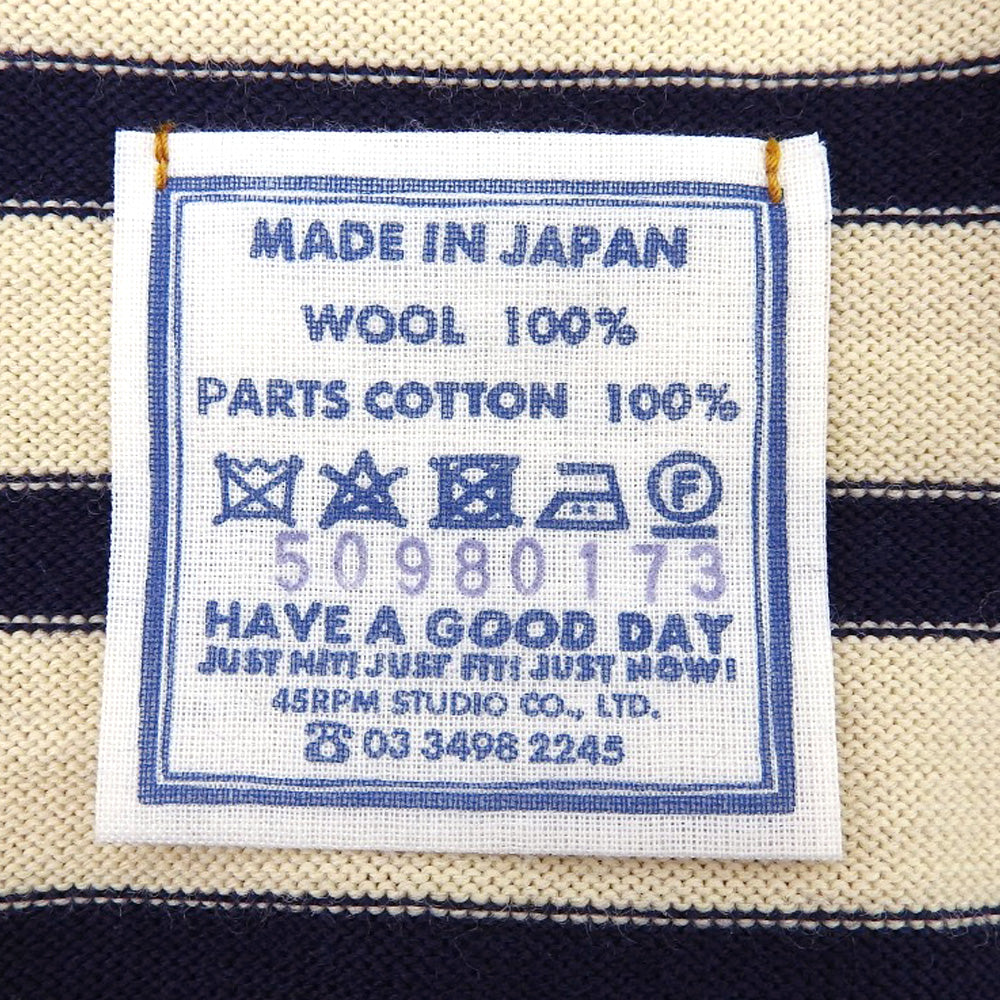 MADE IN JAPAN
WOOL 100%
PARTS COTTON 100%
F
50980173
HAVE A GOOD DAY
JUST HIT! JUST FIT! JUST NOW!
45RPM STUDIO CO., LTD.
☎ 03 3498 2245